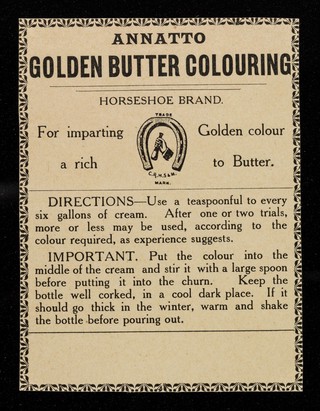 ANNATTO
GOLDEN BUTTER COLOURING
HORSESHOE BRAND.
For imparting
a rich
TRADE
C.R.H.S.&M.
MARK.
Golden colour
to Butter.
DIRECTIONS—Use a teaspoonful to every
six gallons of cream. After one or two trials,
more or less may be used, according to the
colour required, as experience suggests.
IMPORTANT. Put the colour into the
middle of the cream and stir it with a large spoon
before putting it into the churn. Keep the
bottle well corked, in a cool dark place. If it
should go thick in the winter, warm and shake
the bottle before pouring out.